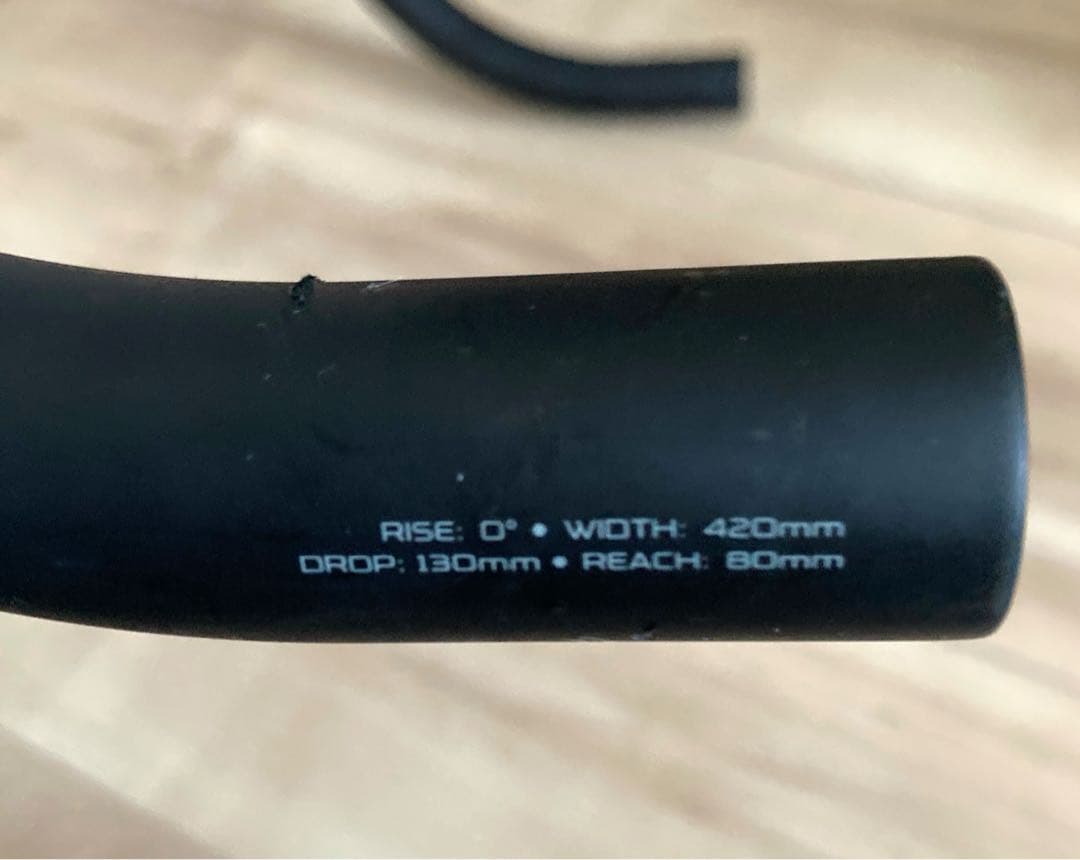 RISE: 0° • WIDTH: 420mm
DROP: 130mm • REACH: 80mm